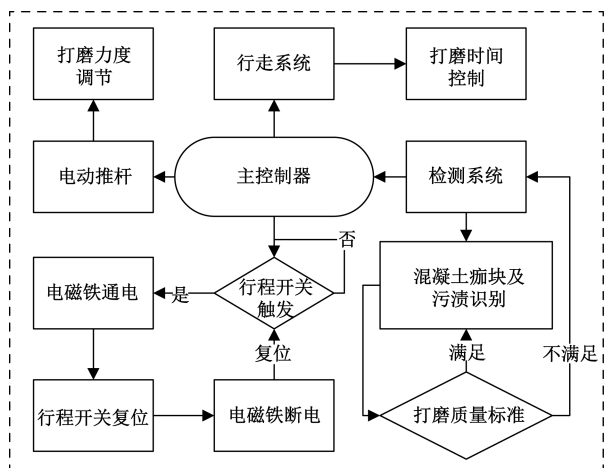 打磨力度
调节
行走系统
打磨时间
控制
电动推杆
主控制器
检测系统
否
电磁铁通电
是
行程开关
触发
混凝土痂块及
污渍识别
复位
满足
不满足
行程开关复位
电磁铁断电
打磨质量标准